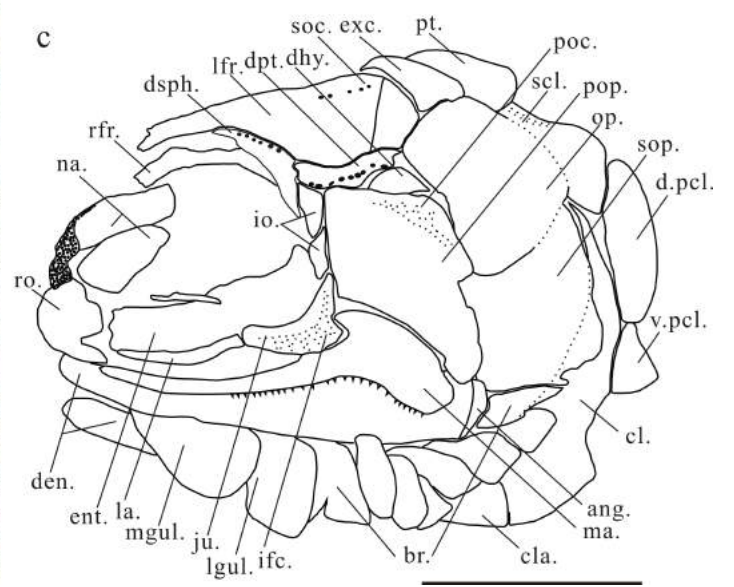 c
soc. exc. pt.
lfr. dpt. dhy. poc.
dsph. scl. pop.
rfr. op.
na. sop.
d.pcl.
io.
ro.
v.pcl.
cl.
den.
ent. la. ang.
mgul. ju. ma.
lgul. ifc. br. cla.